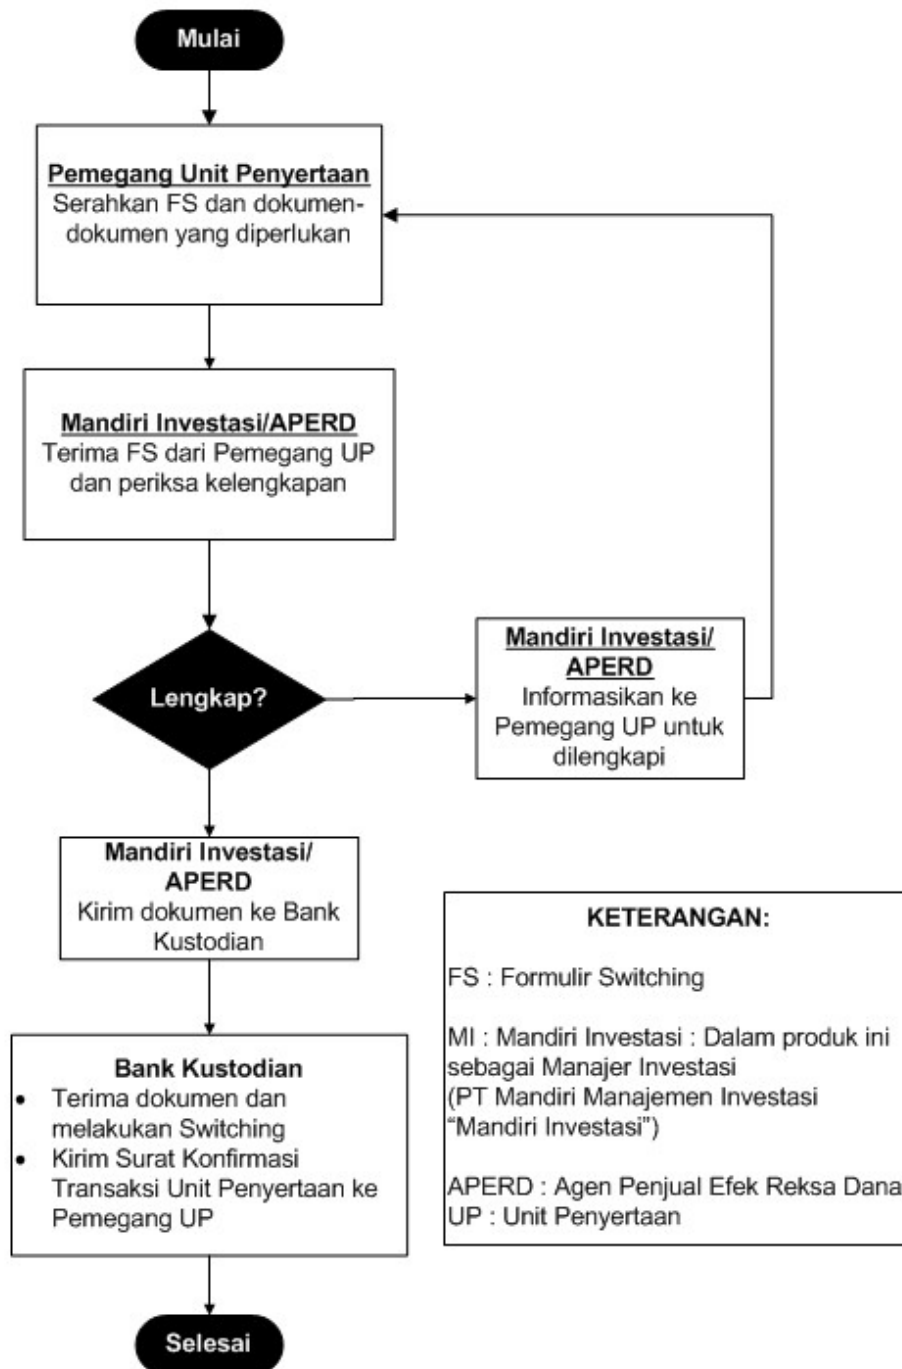 Mulai
Pemegang Unit Penyertaan
Serahkan FS dan dokumen-
dokumen yang diperlukan
Mandiri Investasi/APERD
Terima FS dari Pemegang UP
dan periksa kelengkapan
Lengkap?
Mandiri Investasi/
APERD
Informasikan ke
Pemegang UP untuk
dilengkapi
Mandiri Investasi/
APERD
Kirim dokumen ke Bank
Kustodian
Bank Kustodian
• Terima dokumen dan
melakukan Switching
• Kirim Surat Konfirmasi
Transaksi Unit Penyertaan ke
Pemegang UP
Selesai
KETERANGAN:
FS : Formulir Switching
MI : Mandiri Investasi : Dalam produk ini
sebagai Manajer Investasi
(PT Mandiri Manajemen Investasi
“Mandiri Investasi”)
APERD : Agen Penjual Efek Reksa Dana
UP : Unit Penyertaan